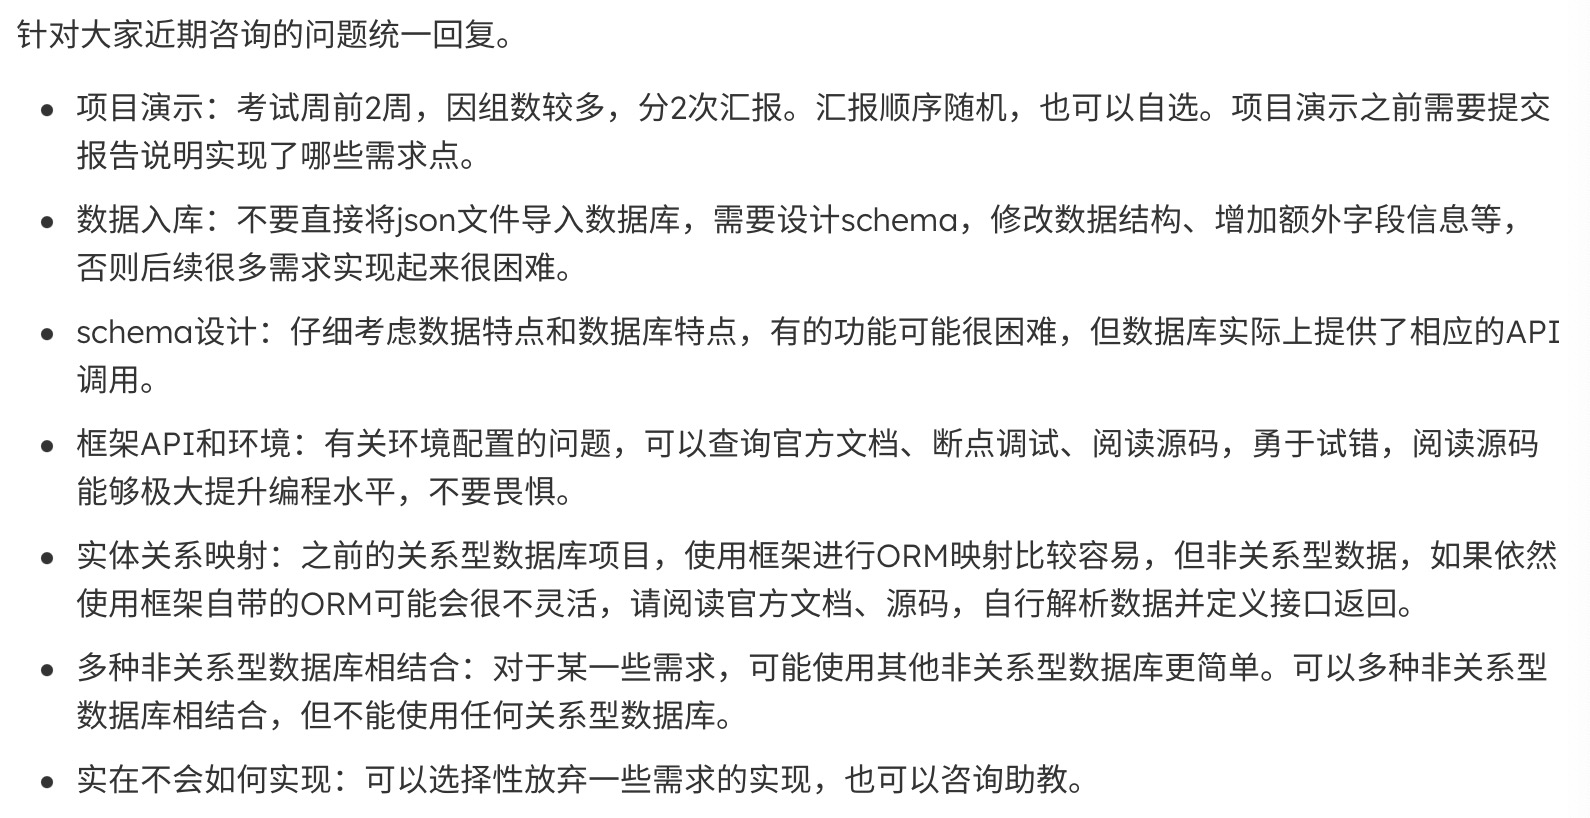 针对大家近期咨询的问题统一回复。
项目演示：考试周前2周，因组数较多，分2次汇报。汇报顺序随机，也可以自选。项目演示之前需要提交
报告说明实现了哪些需求点。
数据入库：不要直接将json文件导入数据库，需要设计schema，修改数据结构、增加额外字段信息等，
否则后续很多需求实现起来很困难。
schema设计：仔细考虑数据特点和数据库特点，有的功能可能很困难，但数据库实际上提供了相应的API
调用。
框架API和环境：有关环境配置的问题，可以查询官方文档、断点调试、阅读源码，勇于试错，阅读源码
能够极大提升编程水平，不要畏惧。
实体关系映射：之前的关系型数据库项目，使用框架进行ORM映射比较容易，但非关系型数据，如果依然
使用框架自带的ORM可能会很不灵活，请阅读官方文档、源码，自行解析数据并定义接口返回。
多种非关系型数据库相结合：对于某一些需求，可能使用其他非关系型数据库更简单。可以多种非关系型
数据库相结合，但不能使用任何关系型数据库。
实在不会如何实现：可以选择性放弃一些需求的实现，也可以咨询助教。